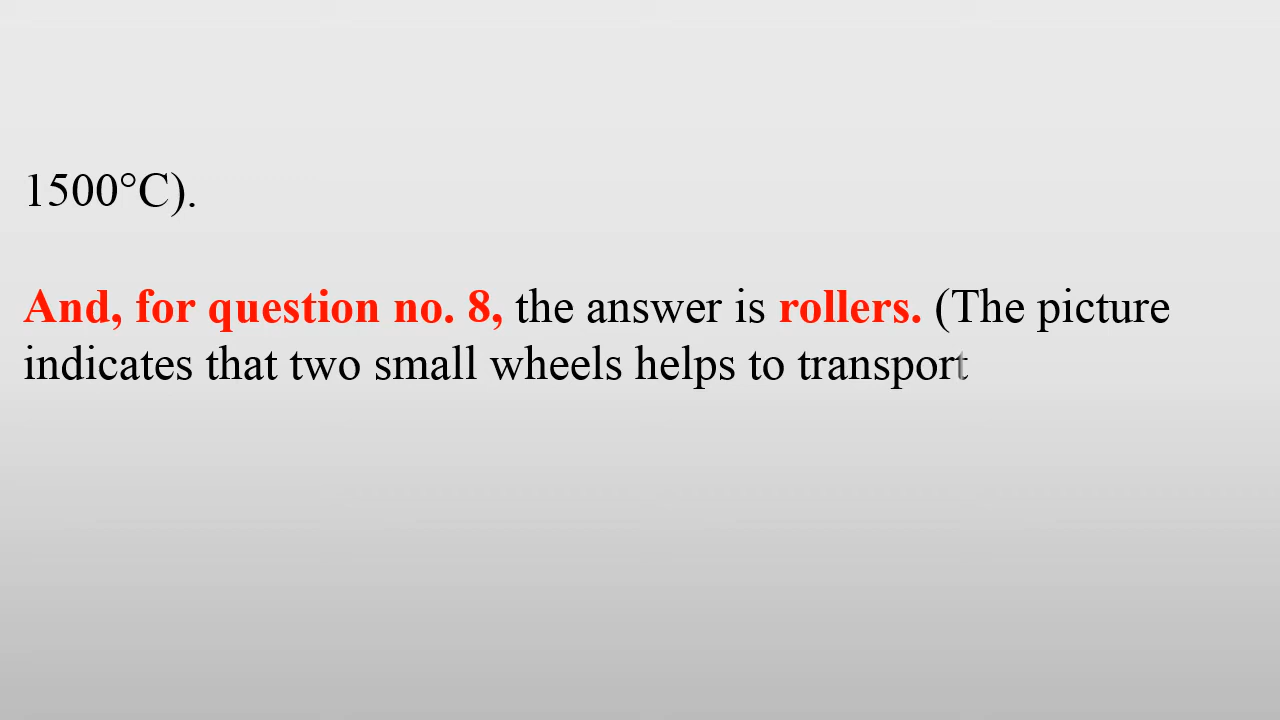 1500°C).
And, for question no. 8, the answer is rollers. (The picture
indicates that two small wheels helps to transport